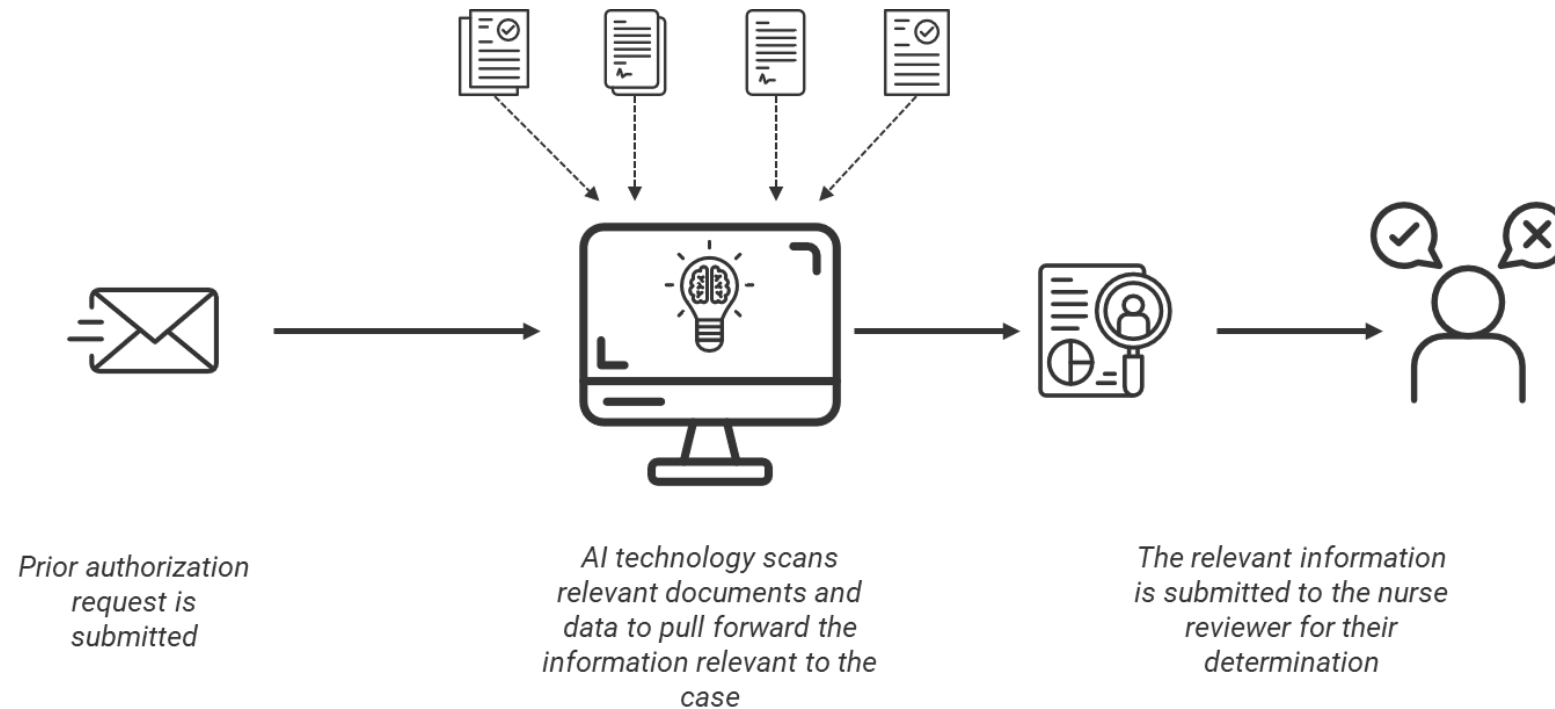 Prior authorization
request is
submitted
AI technology scans
relevant documents and
data to pull forward the
information relevant to the
case
The relevant information
is submitted to the nurse
reviewer for their
determination